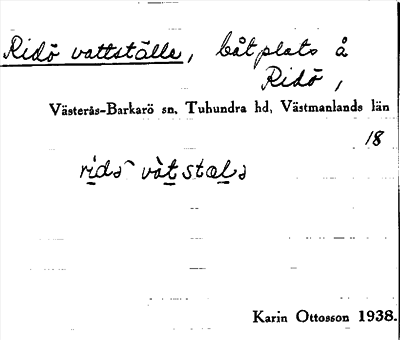 Ridö vattställe, båtplats å
Ridö,
Västerås-Barkarö sn, Tuhundra hd, Västmanlands län
18
Karin Ottosson 1938.